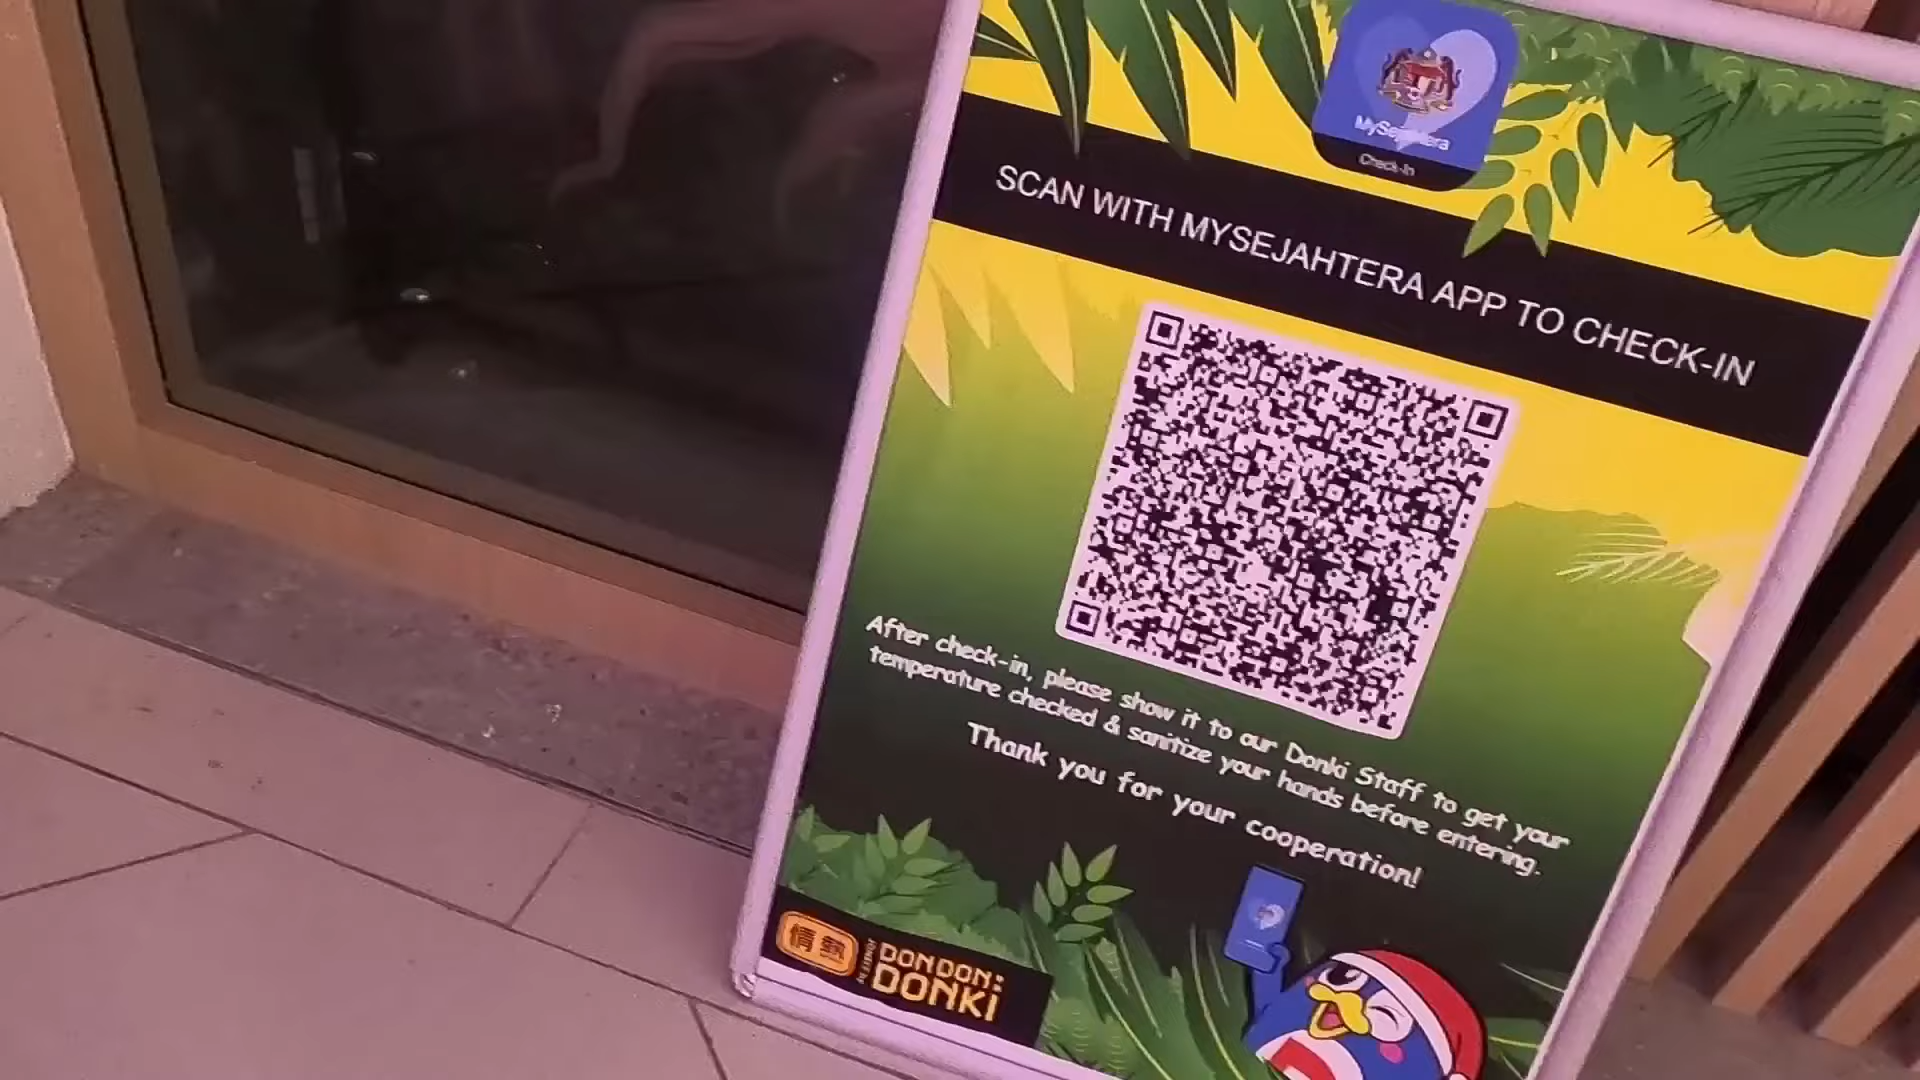 MySejahtera
Check-In
SCAN WITH MYSEJAHTERA APP TO CHECK-IN
After check-in, please show it to our Donki Staff to get your
temperature checked & sanitize your hands before entering.
Thank you for your cooperation!
情熱
DON DON:
DONKI